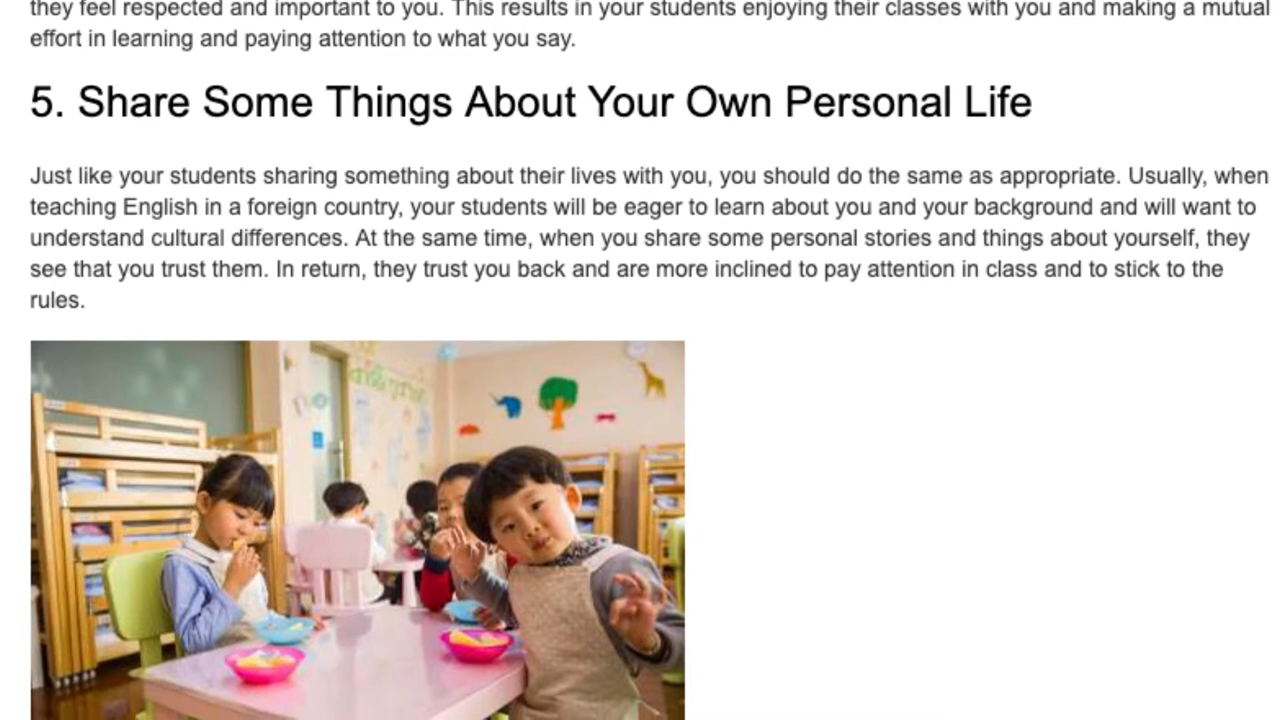 they feel respected and important to you. This results in your students enjoying their classes with you and making a mutual
effort in learning and paying attention to what you say.
5. Share Some Things About Your Own Personal Life
Just like your students sharing something about their lives with you, you should do the same as appropriate. Usually, when
teaching English in a foreign country, your students will be eager to learn about you and your background and will want to
understand cultural differences. At the same time, when you share some personal stories and things about yourself, they
see that you trust them. In return, they trust you back and are more inclined to pay attention in class and to stick to the
rules.